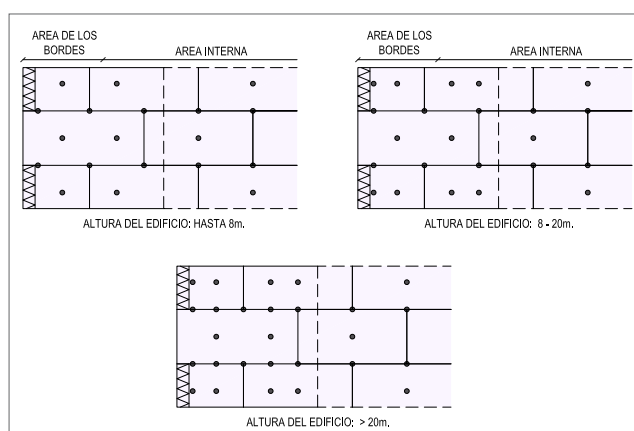 AREA DE LOS
BORDES
AREA INTERNA
AREA DE LOS
BORDES
AREA INTERNA
ALTURA DEL EDIFICIO: HASTA 8m.
ALTURA DEL EDIFICIO: 8 - 20m.
ALTURA DEL EDIFICIO: > 20m.